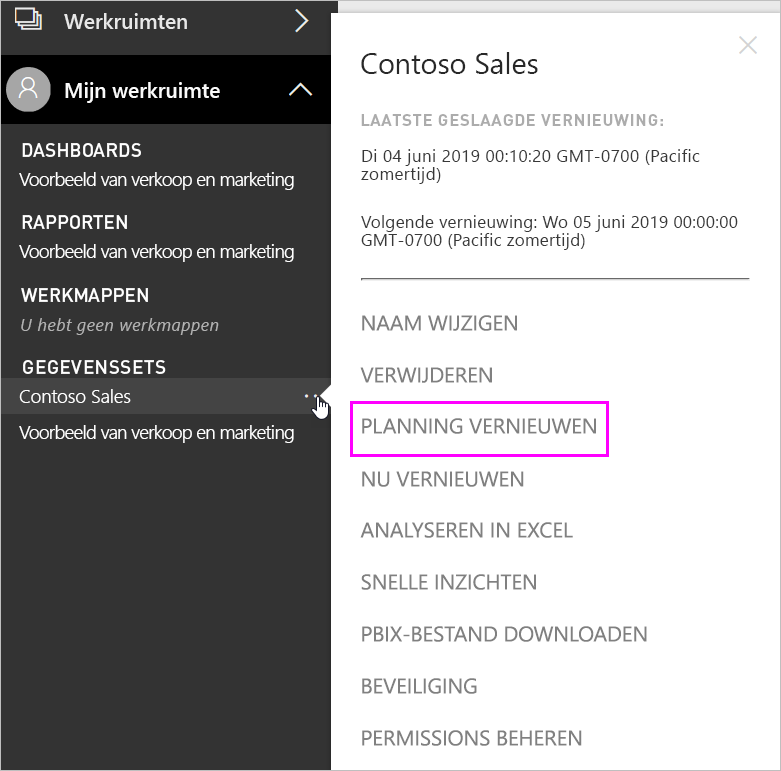 Werkruimten
Mijn werkruimte
DASHBOARDS
Voorbeeld van verkoop en marketing
RAPPORTEN
Voorbeeld van verkoop en marketing
WERKMAPPEN
U hebt geen werkmappen
GEGEVENSSETS
Contoso Sales
Voorbeeld van verkoop en marketing
Contoso Sales
LAATSTE GESLAAGDE VERNIEUWING:
Di 04 juni 2019 00:10:20 GMT-0700 (Pacific
zomertijd)
Volgende vernieuwing: Wo 05 juni 2019 00:00:00
GMT-0700 (Pacific zomertijd)
NAAM WIJZIGEN
VERWIJDEREN
PLANNING VERNIEUWEN
NU VERNIEUWEN
ANALYSEREN IN EXCEL
SNELLE INZICHTEN
PBIX-BESTAND DOWNLOADEN
BEVEILIGING
PERMISSIONS BEHEREN